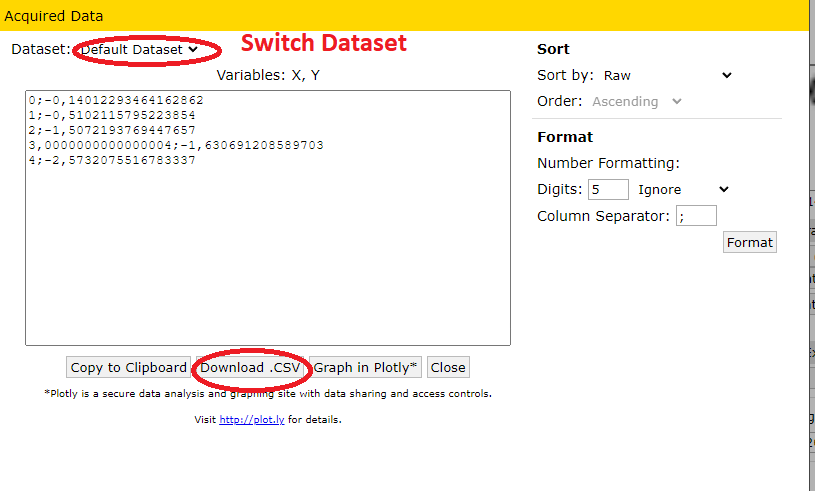 Acquired Data
Dataset: Default Dataset
Switch Dataset
Variables: X, Y
0;-0,14012293464162862
1;-0,5102115795223854
2;-1,5072193769447657
3,0000000000000004;-1,630691208589703
4;-2,5732075516783337
Copy to Clipboard Download .CSV Graph in Plotly* Close
*Plotly is a secure data analysis and graphing site with data sharing and access controls.
Visit http://plot.ly for details.
Sort
Sort by: Raw
Order: Ascending
Format
Number Formatting:
Digits: 5 Ignore
Column Separator: ;
Format